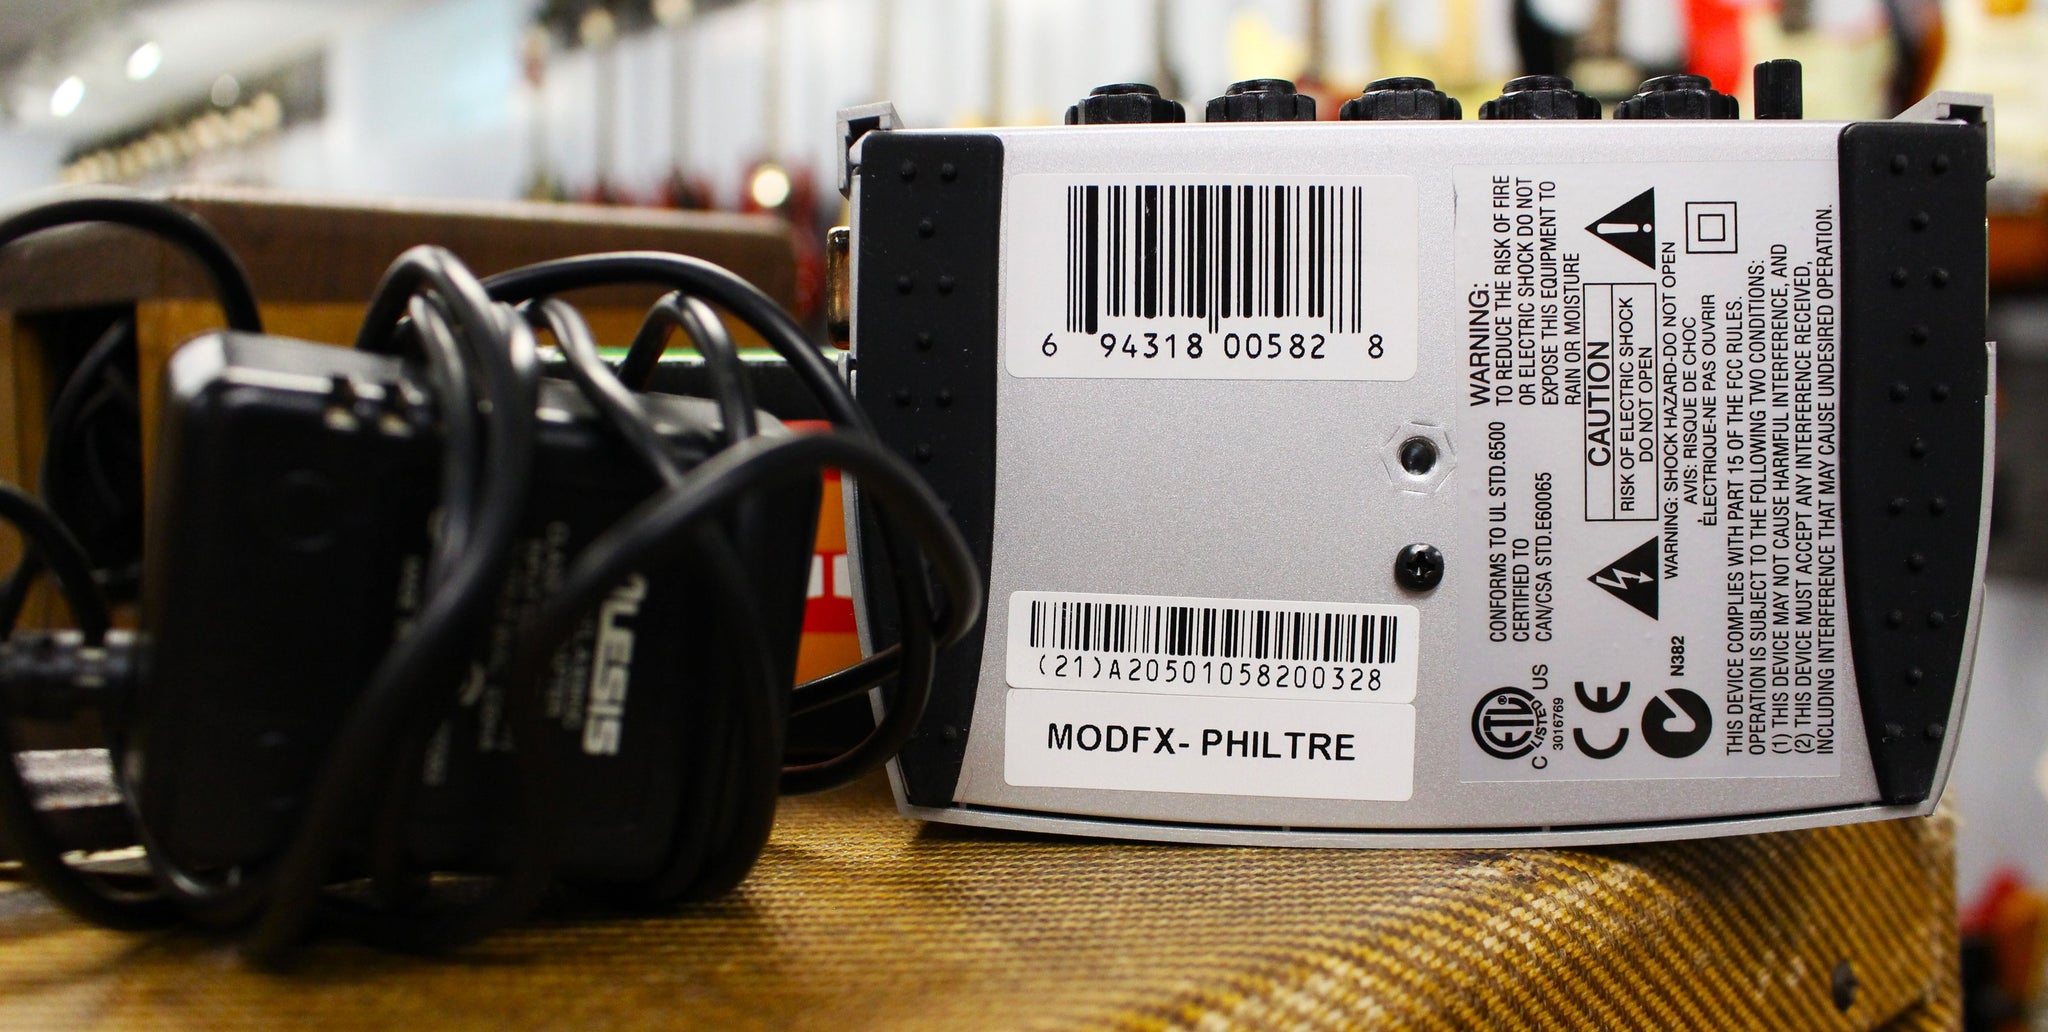 6 94318 00582 8
(21)A20501058200328
MODFX- PHILTRE
WARNING:
TO REDUCE THE RISK OF FIRE
OR ELECTRIC SHOCK DO NOT
EXPOSE THIS EQUIPMENT TO
RAIN OR MOISTURE
CONFORMS TO UL STD.6500
CERTIFIED TO
CAN/CSA STD.E60065
ETL
LISTED
C US
3016769
CE
N382
CAUTION
RISK OF ELECTRIC SHOCK
DO NOT OPEN
WARNING: SHOCK HAZARD-DO NOT OPEN
AVIS: RISQUE DE CHOC
ÉLECTRIQUE-NE PAS OUVRIR
THIS DEVICE COMPLIES WITH PART 15 OF THE FCC RULES.
OPERATION IS SUBJECT TO THE FOLLOWING TWO CONDITIONS:
(1) THIS DEVICE MAY NOT CAUSE HARMFUL INTERFERENCE, AND
(2) THIS DEVICE MUST ACCEPT ANY INTERFERENCE RECEIVED,
INCLUDING INTERFERENCE THAT MAY CAUSE UNDESIRED OPERATION.
ALESIS